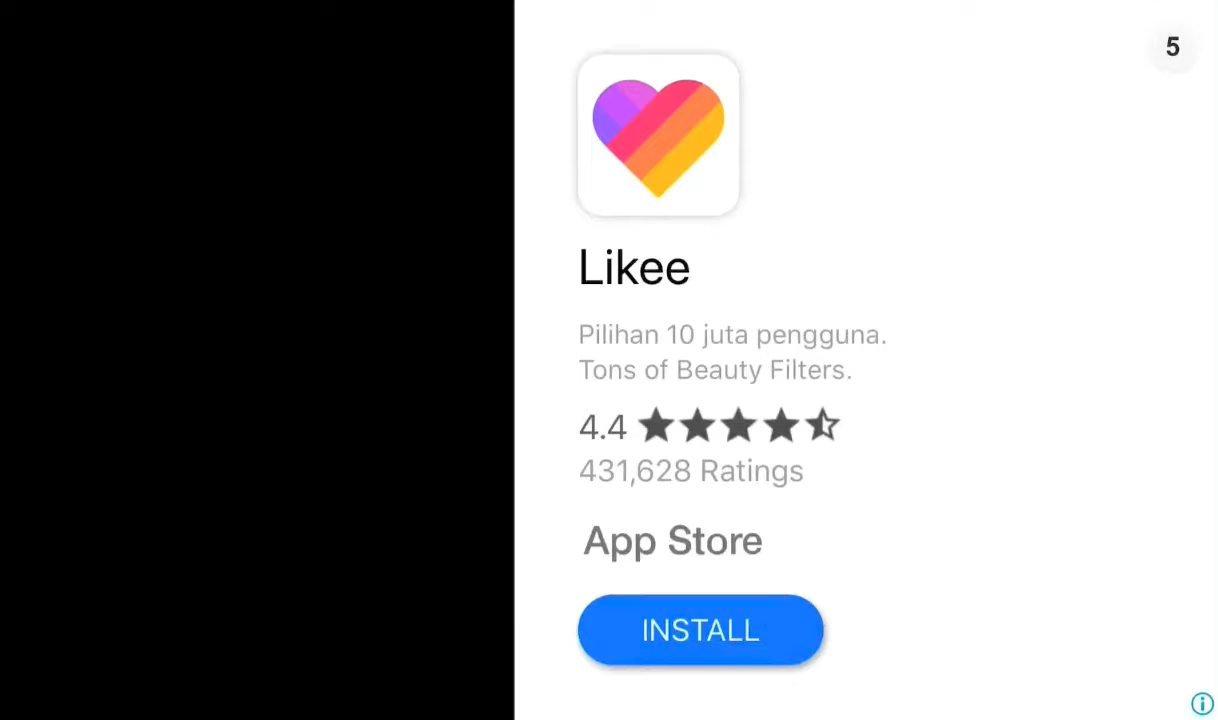 5
Likee
Pilihan 10 juta pengguna.
Tons of Beauty Filters.
4.4
431,628 Ratings
App Store
INSTALL